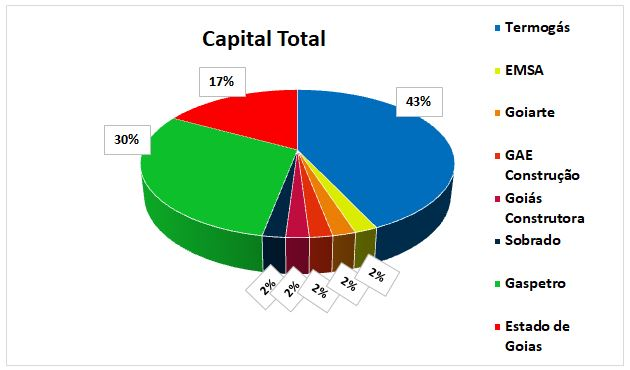 Capital Total
17%
43%
30%
2%
2%
2%
2%
2%
Termogás
EMSA
Goiarte
GAE
Construção
Goiás
Construtora
Sobrado
Gaspetro
Estado de
Goias